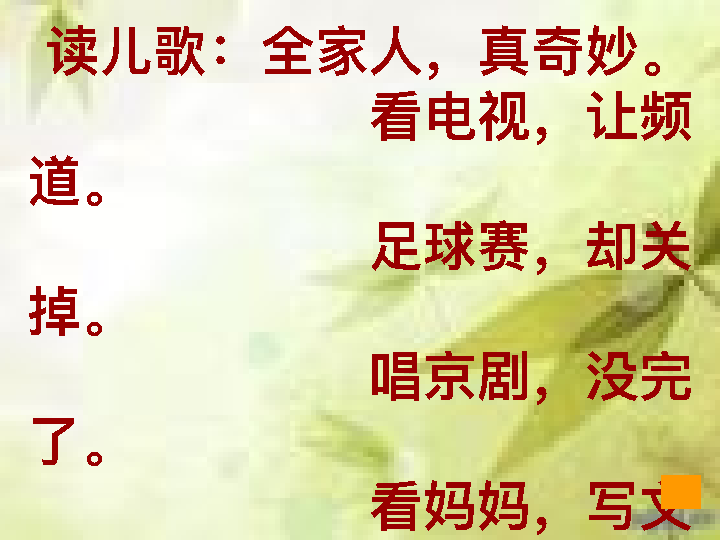 读儿歌：全家人，真奇妙。
看电视，让频
道。
足球赛，却关
掉。
唱京剧，没完
了。
看妈妈，写文